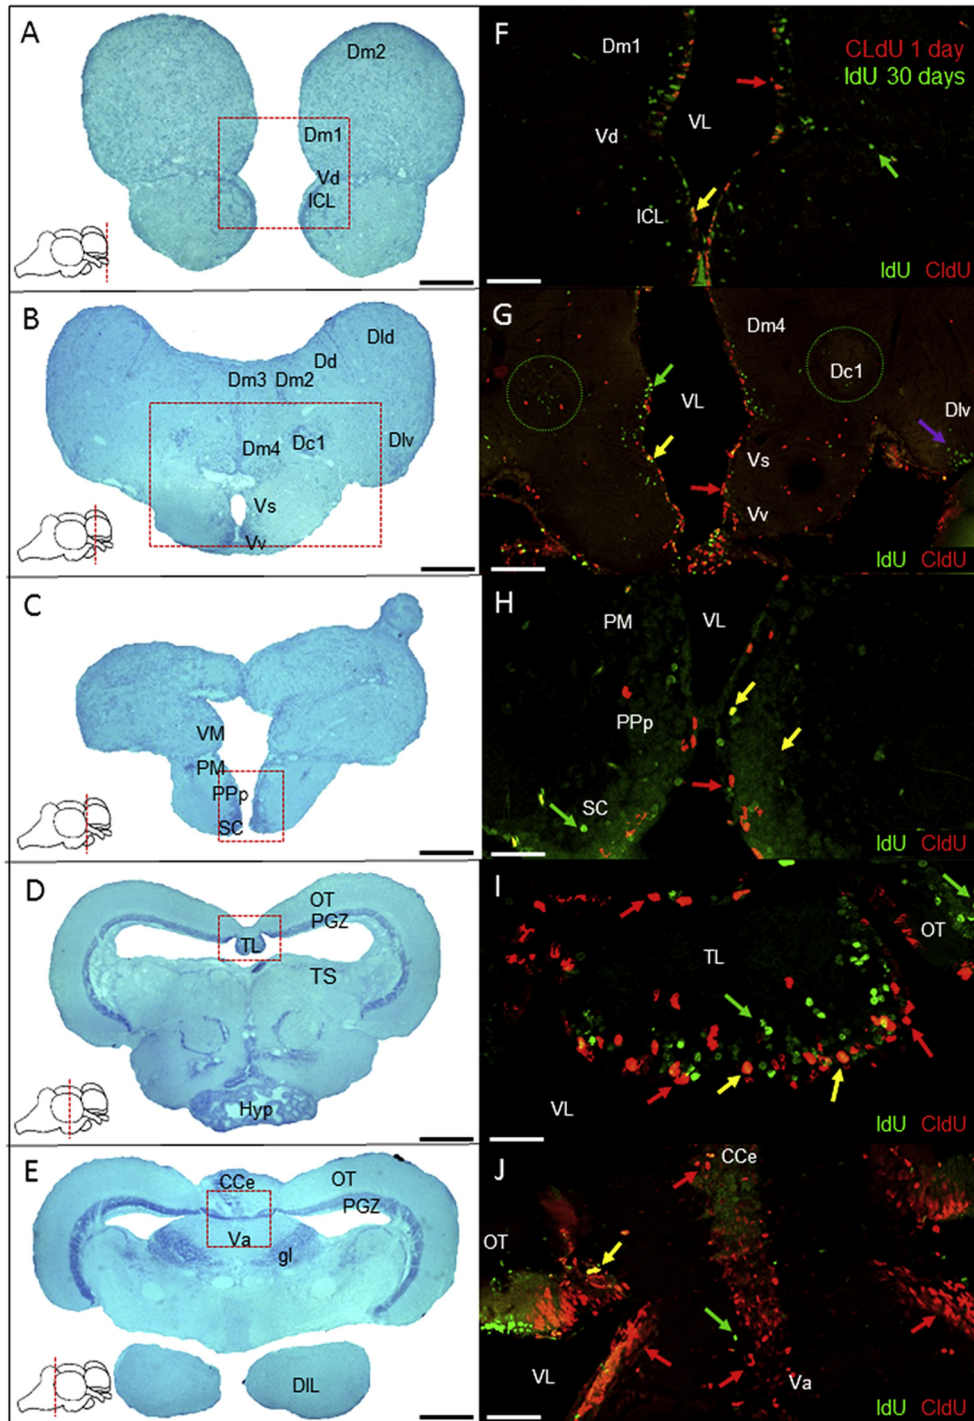 A
Dm2
Dm1
Vd
ICL
F
Dm1
CLdU 1 day
IdU 30 days
VL
Vd
ICL
IdU CldU
B
Dld
Dd
Dm3 Dm2
Dc1
Dm4
Dlv
Vs
Vv
G
Dm4
Dc1
VL
Dlv
Vs
Vv
IdU CldU
C
VM
PM
PPp
SC
H
PM
VL
PPp
SC
IdU CldU
D
OT
PGZ
TL
TS
Hyp
I
OT
TL
VL
IdU CldU
E
CCe
OT
PGZ
Va
gl
DIL
J
CCe
OT
VL
Va
IdU CldU